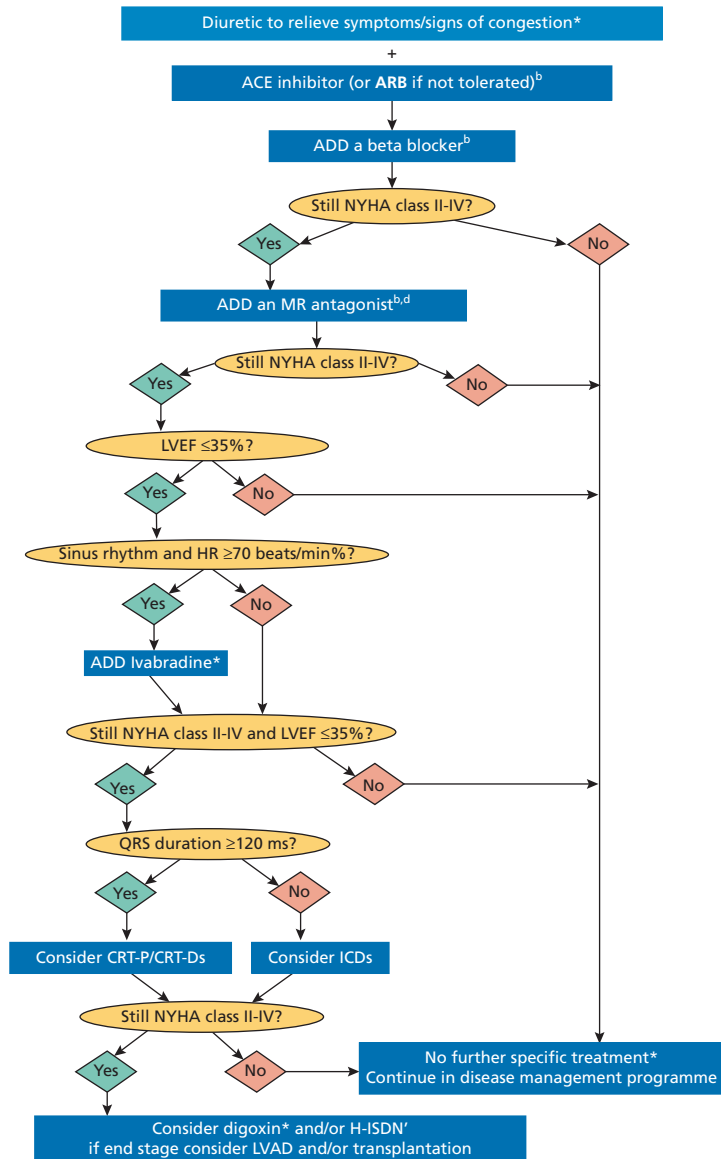 Diuretic to relieve symptoms/signs of congestion*
+
ACE inhibitor (or ARB if not tolerated)b
ADD a beta blockerb
Still NYHA class II-IV?
Yes
No
ADD an MR antagonistb,d
Still NYHA class II-IV?
Yes
No
LVEF ≤35%?
Yes
No
Sinus rhythm and HR ≥70 beats/min%?
Yes
No
ADD Ivabradine*
Still NYHA class II-IV and LVEF ≤35%?
Yes
No
QRS duration ≥120 ms?
Yes
No
Consider CRT-P/CRT-Ds
Consider ICDs
Still NYHA class II-IV?
Yes
No
No further specific treatment*
Continue in disease management programme
Consider digoxin* and/or H-ISDN’
if end stage consider LVAD and/or transplantation